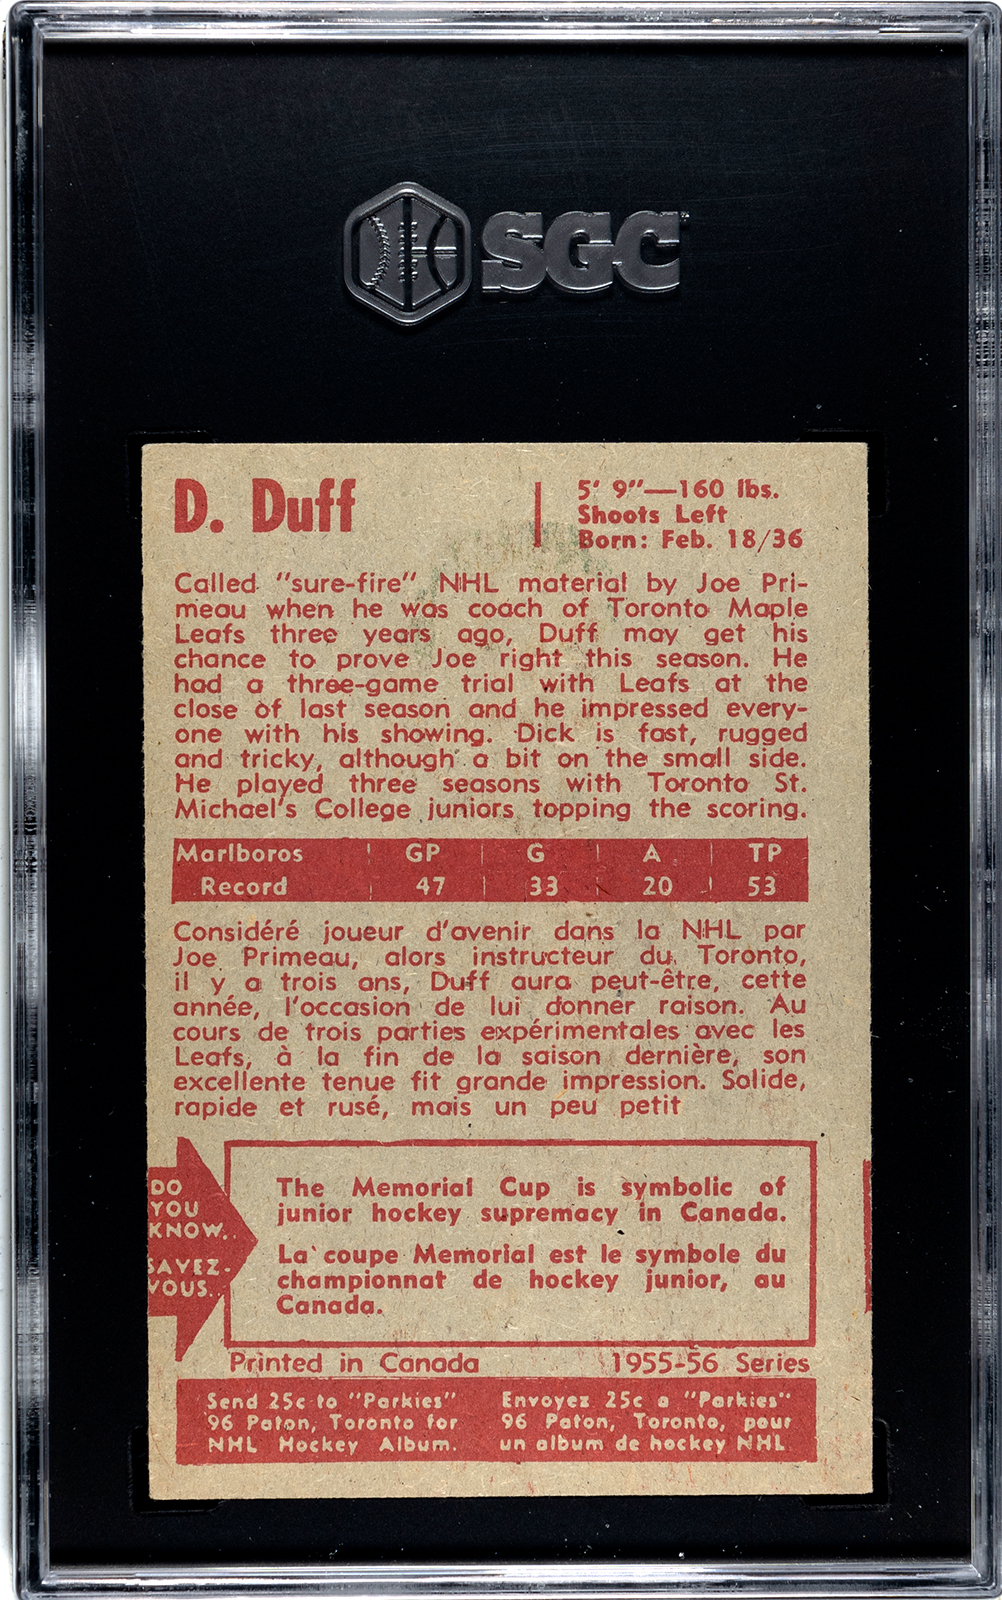 SGC
D. Duff
5' 9"—160 lbs.
Shoots Left
Born: Feb. 18/36
Called "sure-fire" NHL material by Joe Pri-
meau when he was coach of Toronto Maple
Leafs three years ago, Duff may get his
chance to prove Joe right this season. He
had a three-game trial with Leafs at the
close of last season and he impressed every-
one with his showing. Dick is fast, rugged
and tricky, although a bit on the small side.
He played three seasons with Toronto St.
Michael's College juniors topping the scoring.
Marlboros GP G A TP
Record 47 33 20 53
Considéré joueur d'avenir dans la NHL par
Joe Primeau, alors instructeur du Toronto,
il y a trois ans, Duff aura peut-être, cette
année, l'occasion de lui donner raison. Au
cours de trois parties expérimentales avec les
Leafs, à la fin de la saison dernière, son
excellente tenue fit grande impression. Solide,
rapide et rusé, mais un peu petit
DO
YOU
KNOW..
SAVEZ-
VOUS..
The Memorial Cup is symbolic of
junior hockey supremacy in Canada.
La coupe Memorial est le symbole du
championnat de hockey junior, au
Canada.
Printed in Canada 1955-56 Series
Send 25c to "Parkies"
96 Paton, Toronto for
NHL Hockey Album.
Envoyez 25c a "Parkies"
96 Paton, Toronto, pour
un album de hockey NHL